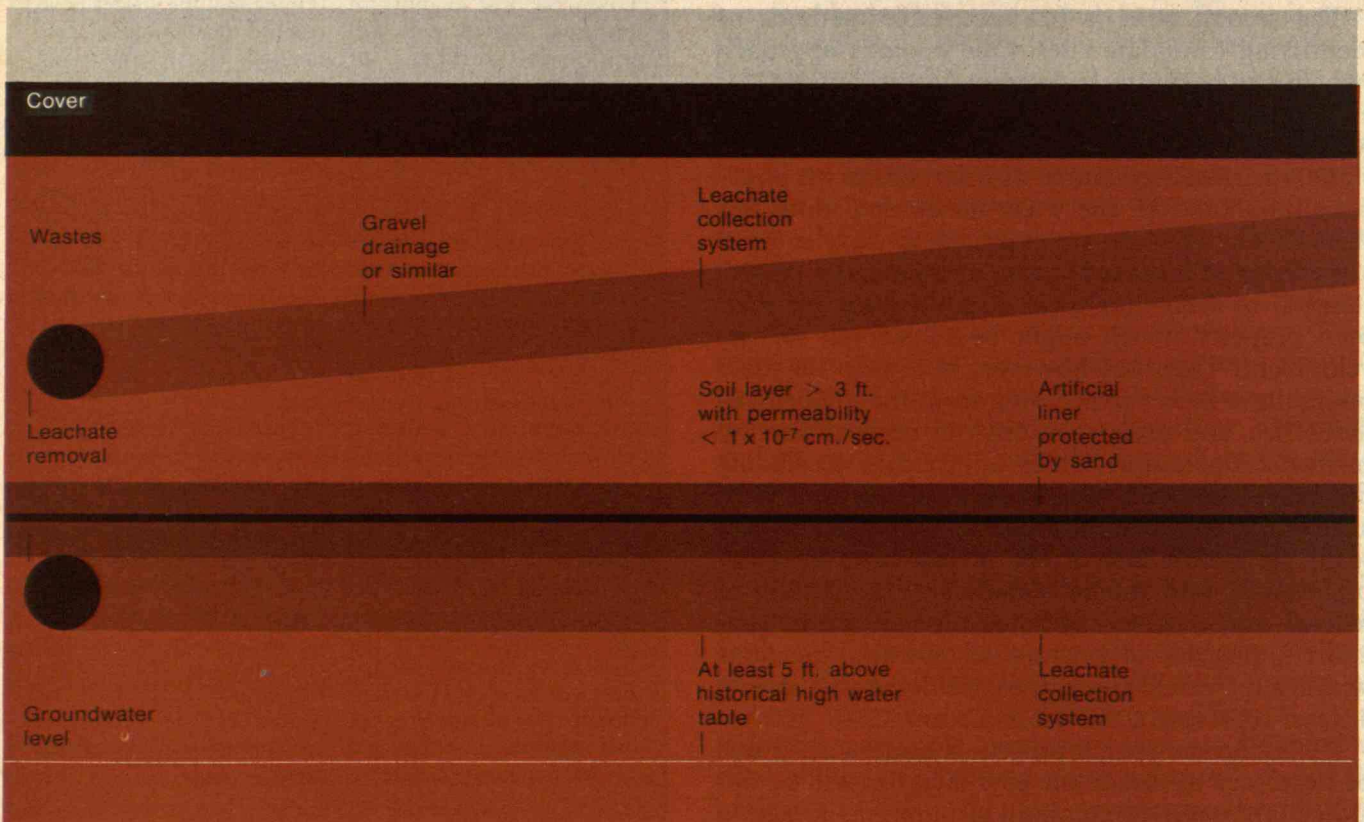 Cover
Wastes
Gravel
drainage
or similar
Leachate
collection
system
Leachate
removal
Soil layer > 3 ft.
with permeability
< 1 x 10⁻⁷ cm./sec.
Artificial
liner
protected
by sand
Groundwater
level
At least 5 ft. above
historical high water
table
Leachate
collection
system